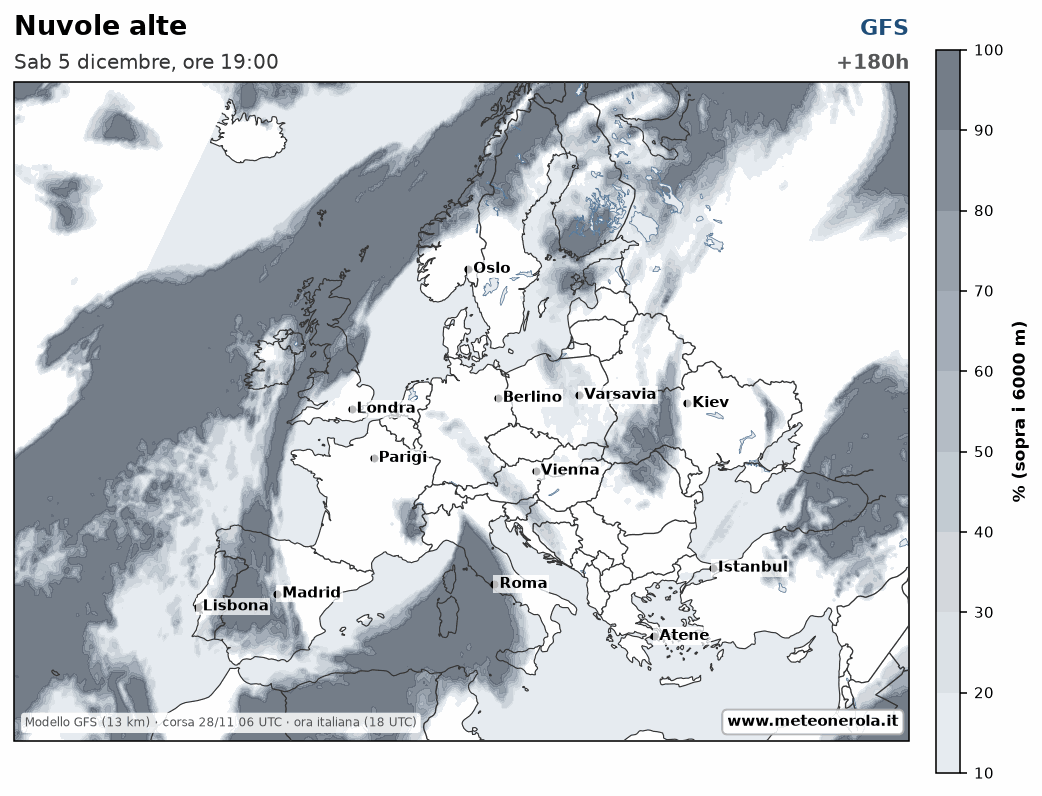 Nuvole alte
GFS
Sab 5 dicembre, ore 19:00
+180h
100
90
80
70
60
50
40
30
20
10
% (sopra i 6000 m)
Oslo
Berlino
Varsavia
Kiev
Londra
Parigi
Vienna
Istanbul
Roma
Madrid
Lisbona
Atene
Modello GFS (13 km) · corsa 28/11 06 UTC · ora italiana (18 UTC)
www.meteonerola.it